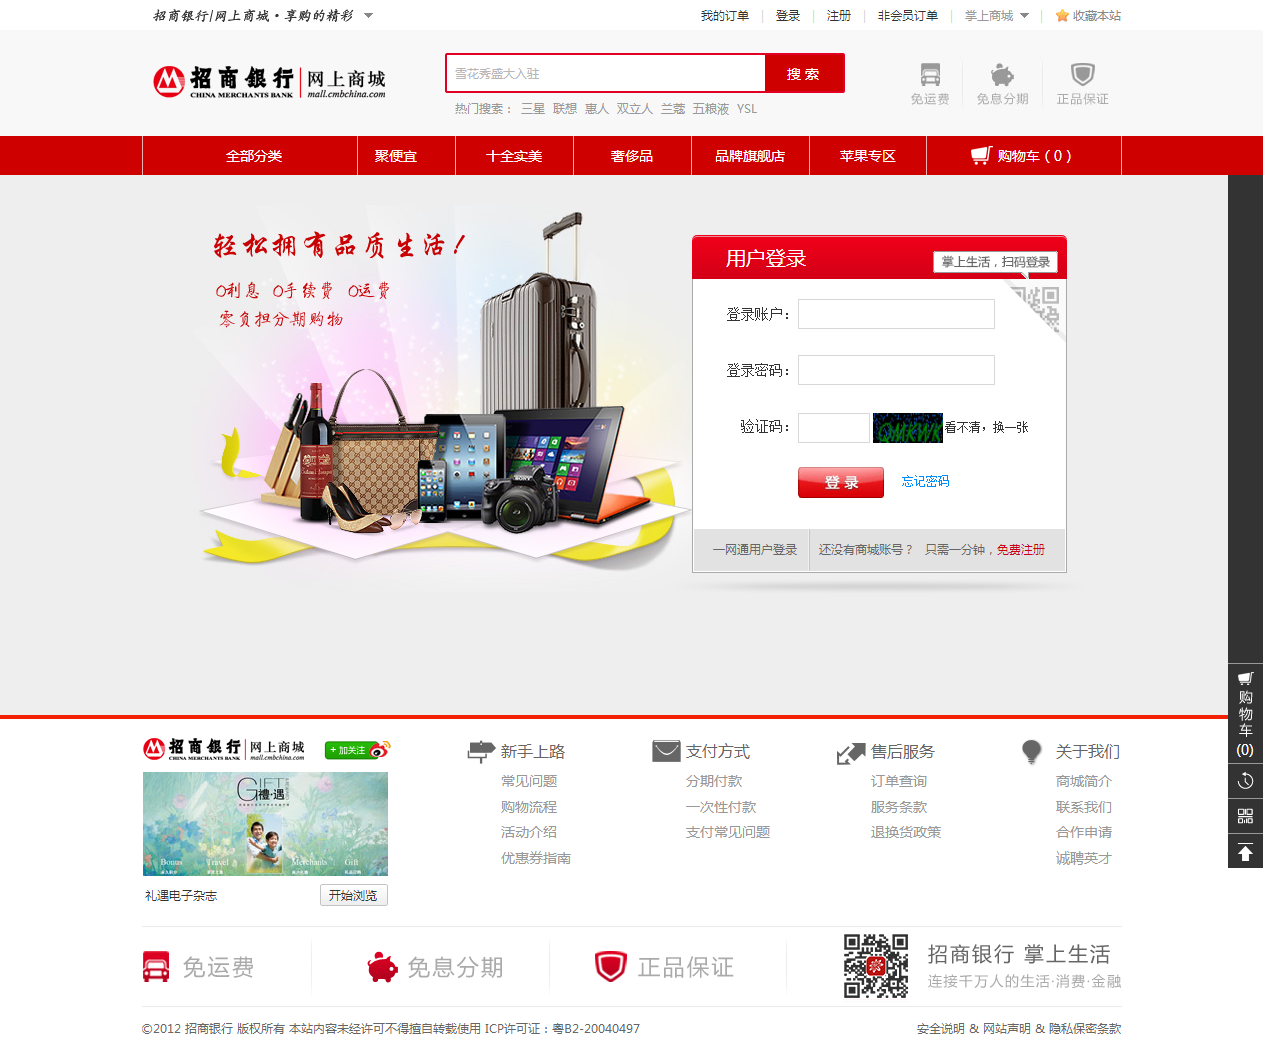 招商银行|网上商城·享购的精彩
我的订单 登录 注册 非会员订单 掌上商城 收藏本站
招商银行 网上商城
CHINA MERCHANTS BANK mall.cmbchina.com
雪花秀盛大入驻 搜 索
热门搜索： 三星 联想 惠人 双立人 兰蔻 五粮液 YSL
免运费 免息分期 正品保证
全部分类 聚便宜 十全实美 奢侈品 品牌旗舰店 苹果专区 购物车 ( 0 )
轻松拥有品质生活！
0利息 0手续费 0运费
零负担分期购物
用户登录
掌上生活，扫码登录
登录账户：
登录密码：
验证码： 看不清，换一张
登 录 忘记密码
一网通用户登录 还没有商城账号？ 只需一分钟，免费注册
SONY
购物车
(0)
招商银行 网上商城
CHINA MERCHANTS BANK mall.cmbchina.com
+ 加关注
GIFT
禮·遇
Bonus Travel Merchants Gift
礼遇电子杂志 开始浏览
新手上路
常见问题
购物流程
活动介绍
优惠券指南
支付方式
分期付款
一次性付款
支付常见问题
售后服务
订单查询
服务条款
退换货政策
关于我们
商城简介
联系我们
合作申请
诚聘英才
免运费 免息分期 正品保证
招商银行 掌上生活
连接千万人的生活·消费·金融
©2012 招商银行 版权所有 本站内容未经许可不得擅自转载使用 ICP许可证：粤B2-20040497
安全说明 & 网站声明 & 隐私保密条款